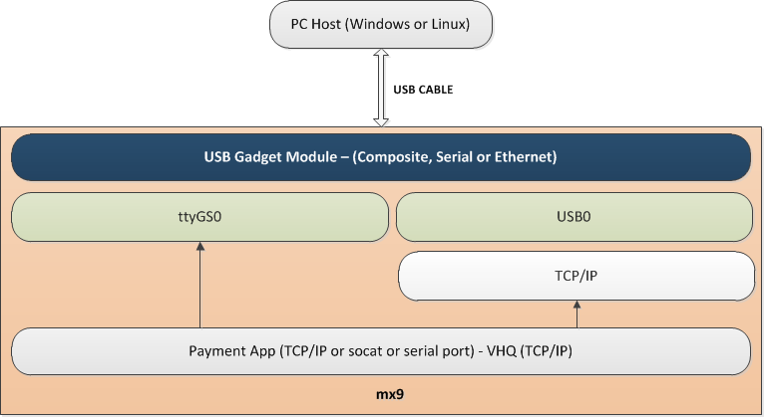 PC Host (Windows or Linux)
USB CABLE
USB Gadget Module – (Composite, Serial or Ethernet)
ttyGS0
USB0
TCP/IP
Payment App (TCP/IP or socat or serial port) - VHQ (TCP/IP)
mx9